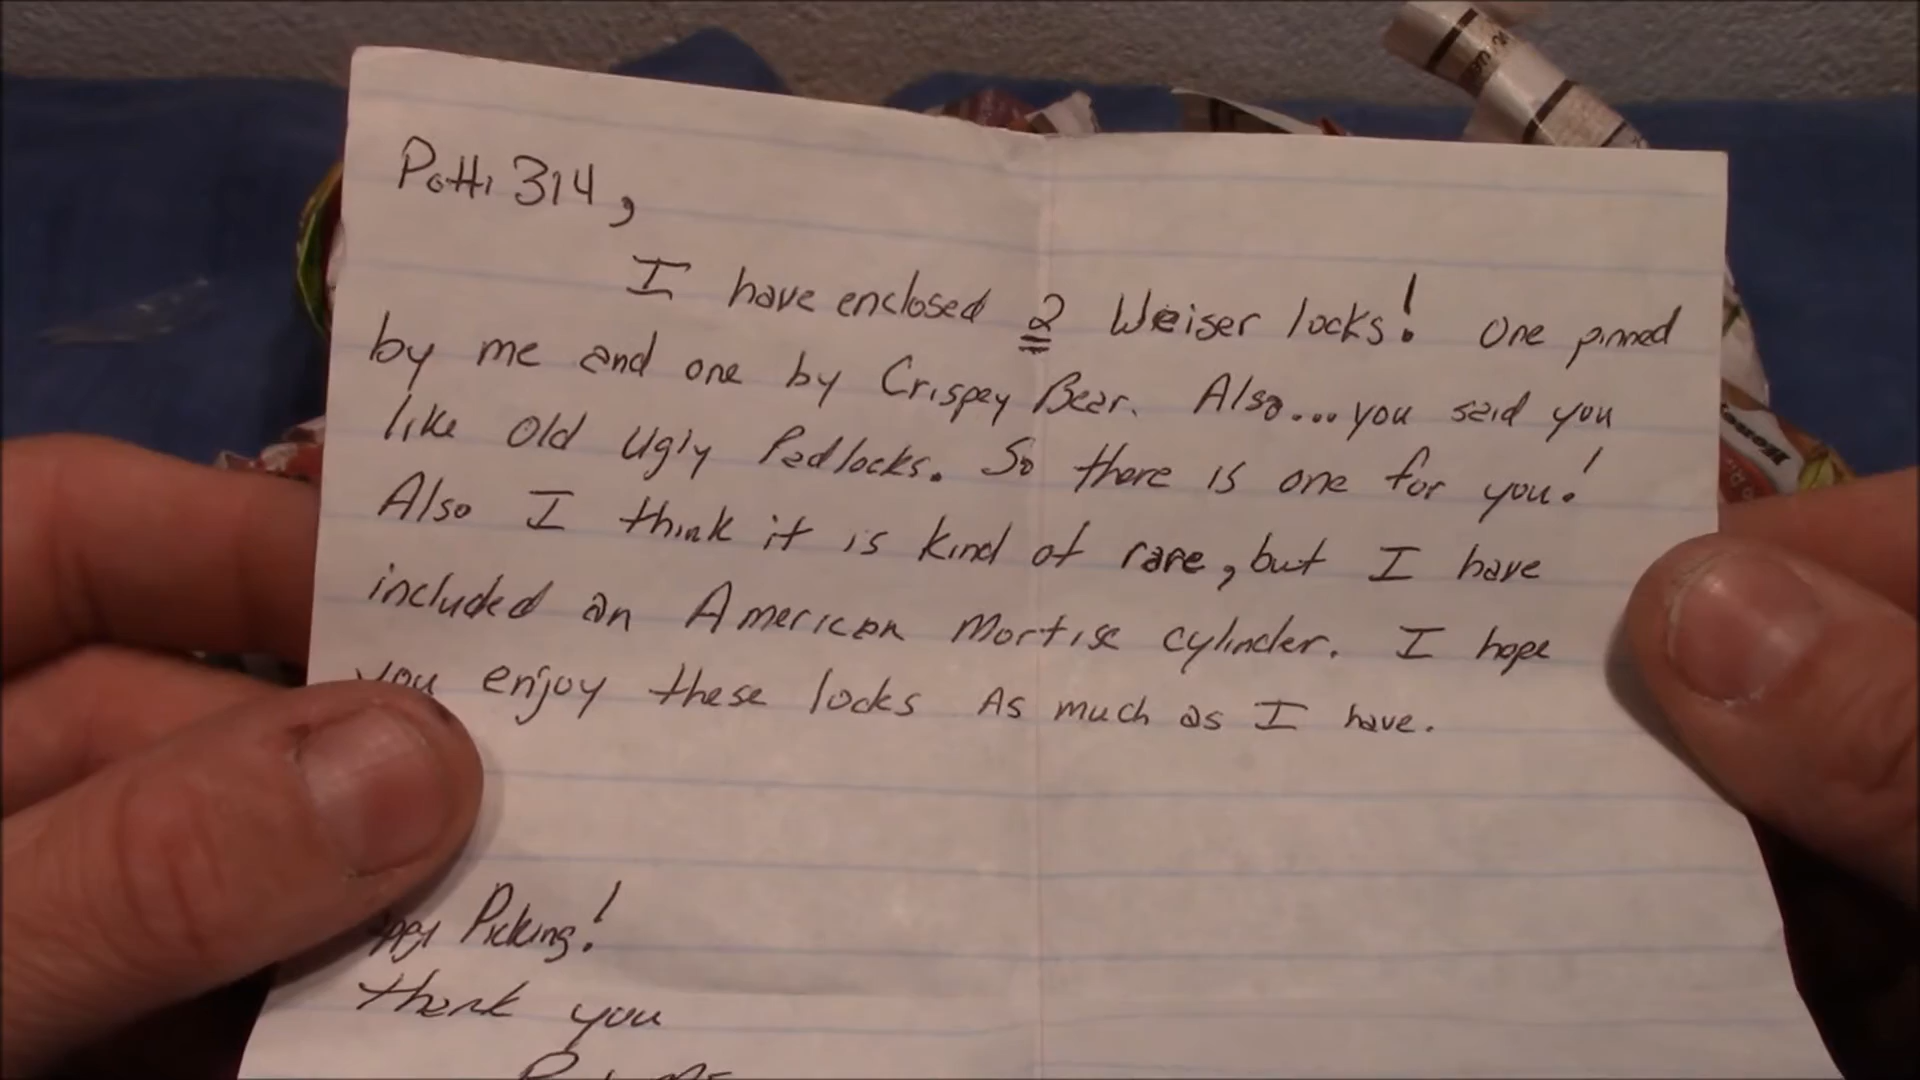 Potti 314,
I have enclosed 2 Weiser locks! One pinned
by me and one by Crispey Bear. Also...you said you
like Old Ugly Padlocks. So there is one for you!
Also I think it is kind of rare, but I have
included an American Mortise cylinder. I hope
you enjoy these locks As much as I have.
Picking!
thank you